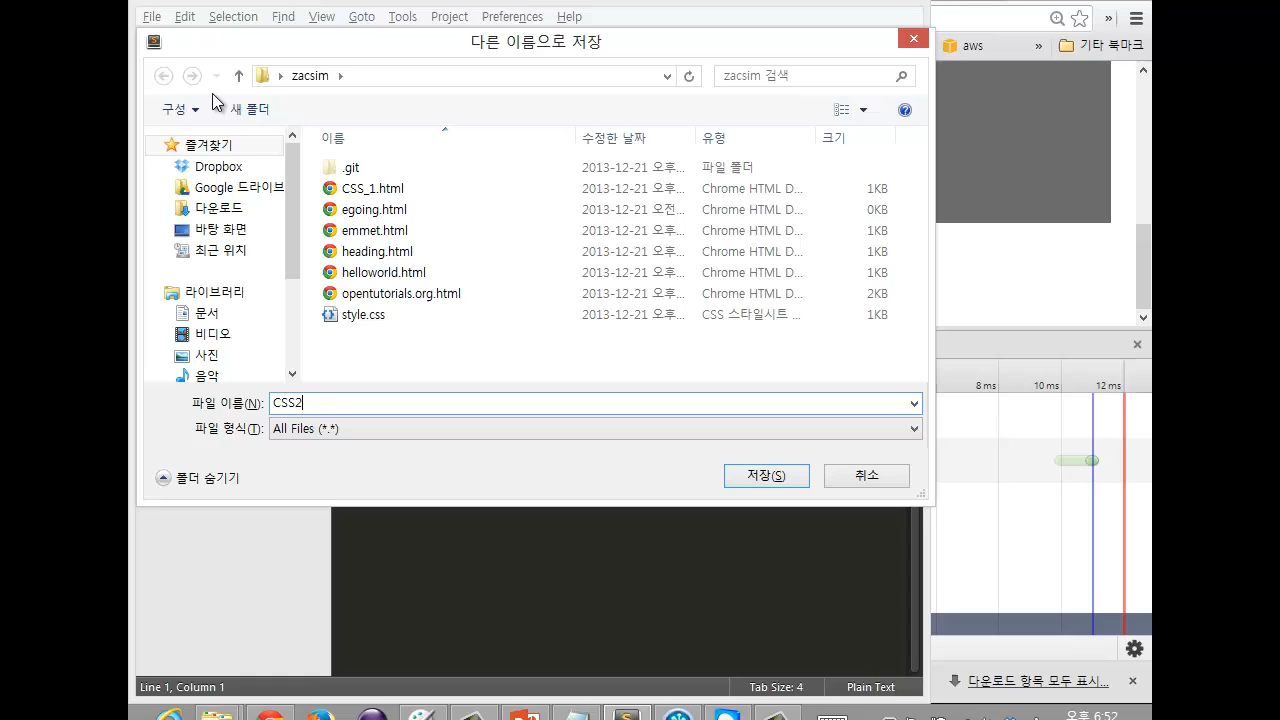 File Edit Selection Find View Goto Tools Project Preferences Help
다른 이름으로 저장
zacsim
zacsim 검색
aws
»
기타 북마크
구성
새 폴더
이름 수정한 날짜 유형 크기
즐겨찾기
Dropbox
Google 드라이브
다운로드
바탕 화면
최근 위치
라이브러리
문서
비디오
사진
음악
.git 2013-12-21 오후... 파일 폴더
CSS_1.html 2013-12-21 오후... Chrome HTML D... 1KB
egoing.html 2013-12-21 오전... Chrome HTML D... 0KB
emmet.html 2013-12-21 오후... Chrome HTML D... 1KB
heading.html 2013-12-21 오후... Chrome HTML D... 1KB
helloworld.html 2013-12-21 오후... Chrome HTML D... 1KB
opentutorials.org.html 2013-12-21 오후... Chrome HTML D... 2KB
style.css 2013-12-21 오후... CSS 스타일시트 ... 1KB
파일 이름(N): CSS2
파일 형식(T): All Files (*.*)
폴더 숨기기
저장(S)
취소
8 ms 10 ms 12 ms
Line 1, Column 1
Tab Size: 4
Plain Text
다운로드 항목 모두 표시...
오후 6:52